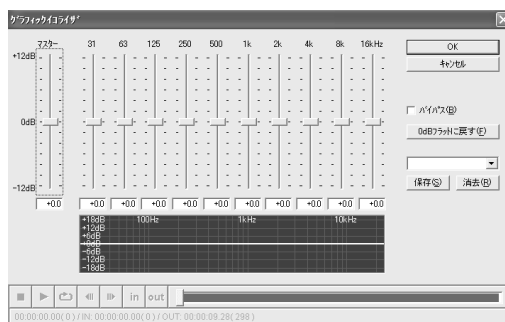 ｸﾞﾗﾌｨｯｸｲｺﾗｲｻﾞ
ﾏｽﾀｰ 31 63 125 250 500 1k 2k 4k 8k 16kHz
+12dB
0dB
-12dB
+0.0 +0.0 +0.0 +0.0 +0.0 +0.0 +0.0 +0.0 +0.0 +0.0 +0.0
OK
ｷｬﾝｾﾙ
ﾊﾞｲﾊﾟｽ(B)
0dBﾌﾗｯﾄに戻す(F)
保存(S) 消去(R)
+18dB 100Hz 1kHz 10kHz
+12dB
+6dB
+0dB
-6dB
-12dB
-18dB
in out
00:00:00.00( 0 ) / IN: 00:00:00.00( 0 ) / OUT: 00:00:09.28( 298 )